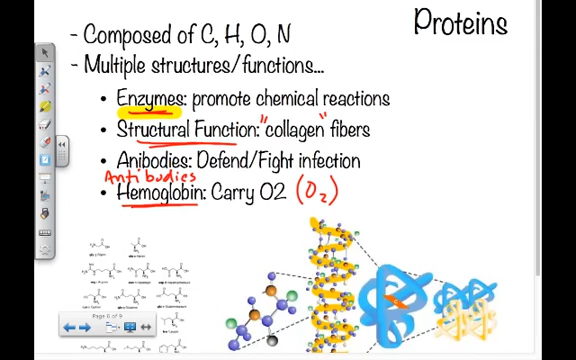 Proteins
- Composed of C, H, O, N
- Multiple structures/functions...
• Enzymes: promote chemical reactions
• Structural Function: "collagen" fibers
• Anibodies: Defend/Fight infection
Antibodies
• Hemoglobin: Carry O2 (O2)
Page 6 of 9